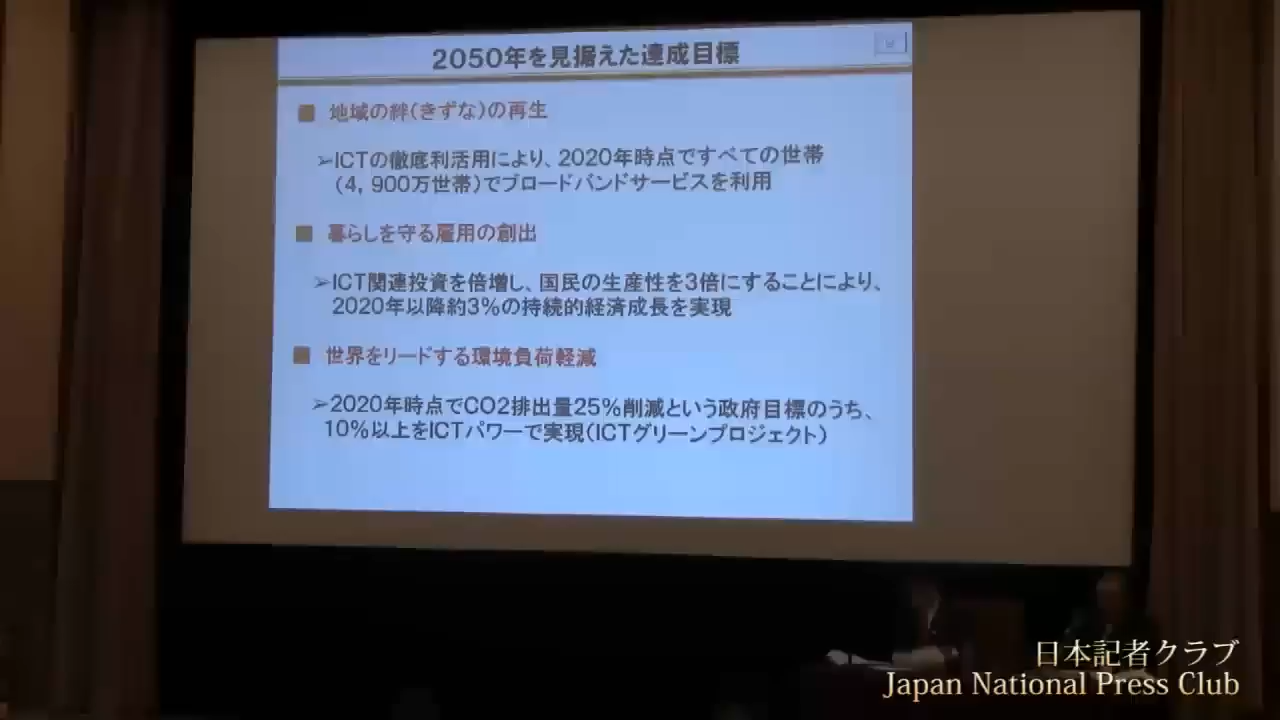 2050年を見据えた達成目標
■ 地域の絆(きずな)の再生
➢ICTの徹底利活用により、2020年時点ですべての世帯
(4，900万世帯)でブロードバンドサービスを利用
■ 暮らしを守る雇用の創出
➢ICT関連投資を倍増し、国民の生産性を3倍にすることにより、
2020年以降約3%の持続的経済成長を実現
■ 世界をリードする環境負荷軽減
➢2020年時点でCO2排出量25%削減という政府目標のうち、
10%以上をICTパワーで実現(ICTグリーンプロジェクト)
日本記者クラブ
Japan National Press Club